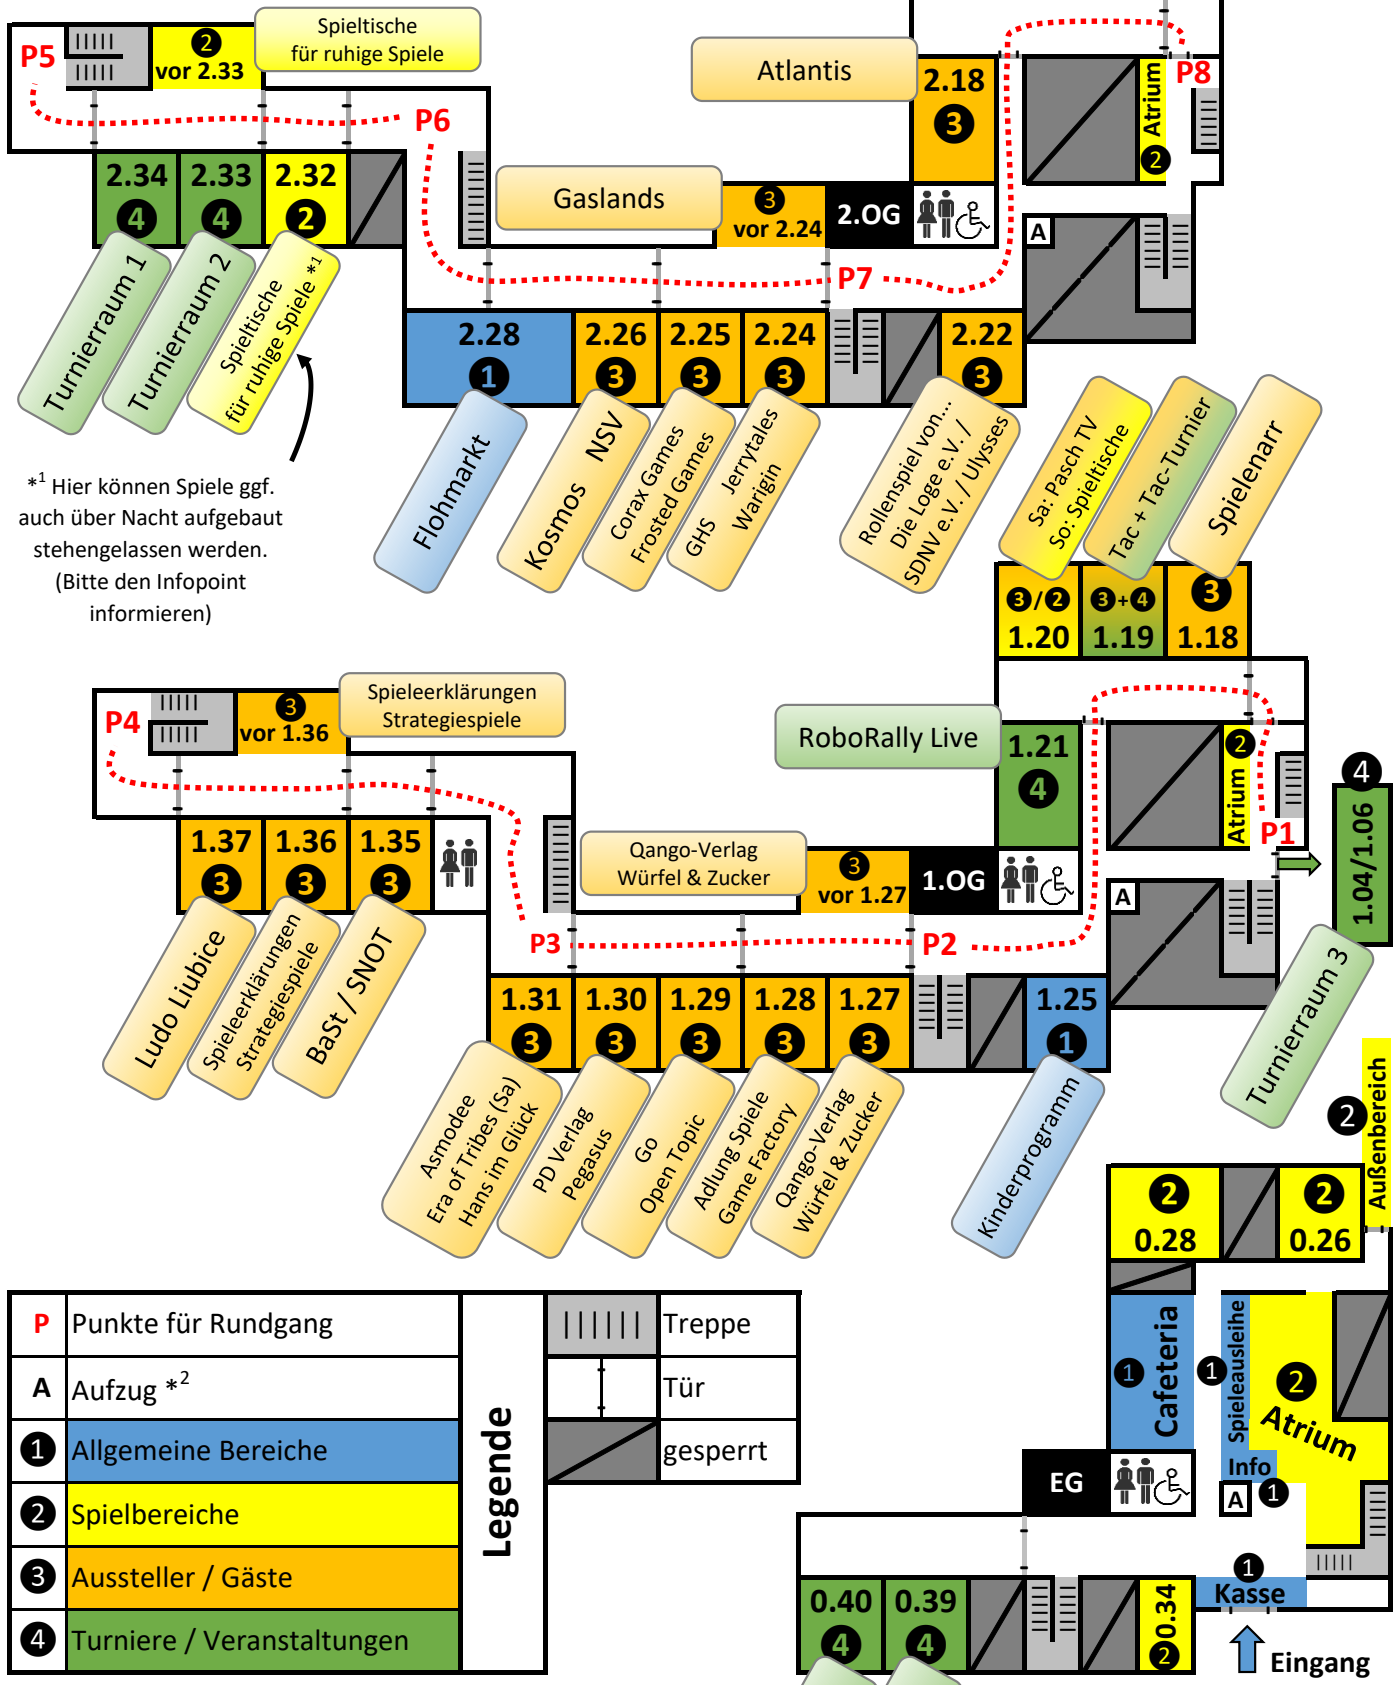 Spieltische
für ruhige Spiele
P5
2
vor 2.33
Atlantis
2.18
3
P8
Atrium
2
P6
2.34
4
2.33
4
2.32
2
Gaslands
3
vor 2.24
2.OG
A
Turnierraum 1
Turnierraum 2
Spieltische
für ruhige Spiele *1
P7
2.28
1
2.26
3
2.25
3
2.24
3
2.22
3
Flohmarkt
Kosmos NSV
Corax Games
Frosted Games
GHS Jerrytales
Warigin
Rollenspiel von...
Die Loge e.V. /
SDNV e.V. / Ulysses
*1 Hier können Spiele ggf.
auch über Nacht aufgebaut
stehengelassen werden.
(Bitte den Infopoint
informieren)
Sa: Pasch TV
So: Spieltische
Tac + Tac-Turnier
Spielenarr
3/2
1.20
3+4
1.19
3
1.18
P4
3
vor 1.36
Spieleerklärungen
Strategiespiele
RoboRally Live
1.21
4
Atrium 2
P1
4
1.04/1.06
Turnierraum 3
1.37
3
1.36
3
1.35
3
Qango-Verlag
Würfel & Zucker
3
vor 1.27
1.OG
A
Ludo Liubice
Spieleerklärungen
Strategiespiele
BaSt / SNOT
P3
P2
1.31
3
1.30
3
1.29
3
1.28
3
1.27
3
1.25
1
Asmodee
Era of Tribes (Sa)
Hans im Glück
PD Verlag
Pegasus
Go
Open Topic
Adlung Spiele
Game Factory
Qango-Verlag
Würfel & Zucker
Kinderprogramm
2
Außenbereich
2
0.28
2
0.26
1
Cafeteria
1
Spieleausleihe
2
Atrium
Info
1
A
EG
1
Kasse
0.40
4
0.39
4
0.34
2
Eingang
P Punkte für Rundgang
A Aufzug *2
1 Allgemeine Bereiche
2 Spielbereiche
3 Aussteller / Gäste
4 Turniere / Veranstaltungen
Legende
Treppe
Tür
gesperrt